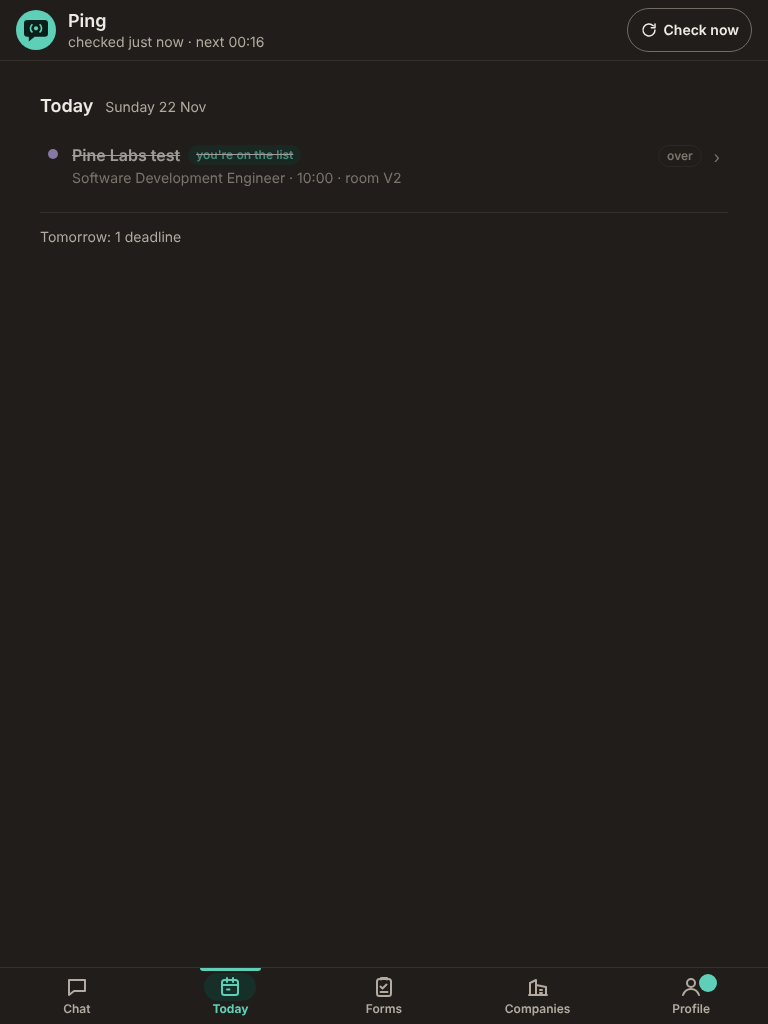 Ping
checked just now · next 00:16
Check now
Today Sunday 22 Nov
Pine Labs test you're on the list over
Software Development Engineer · 10:00 · room V2
Tomorrow: 1 deadline
Chat Today Forms Companies Profile